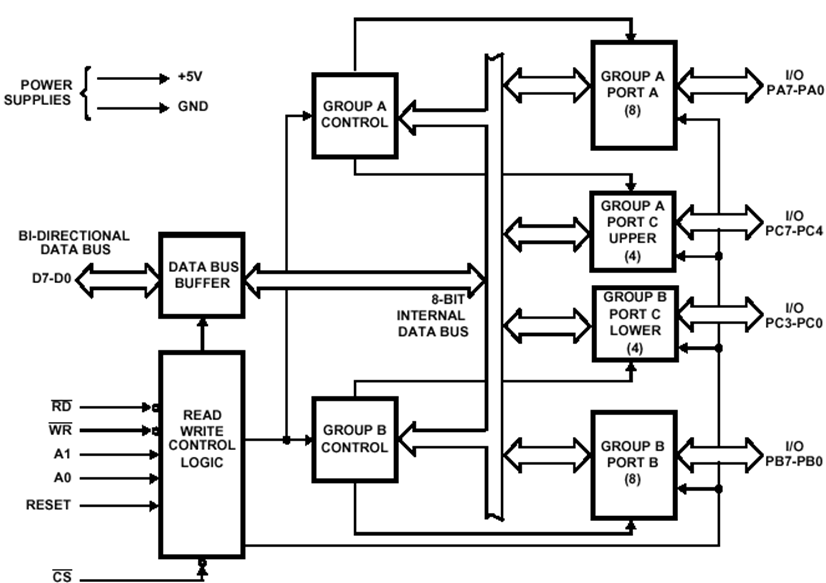 POWER
SUPPLIES
+5V
GND
GROUP A
CONTROL
GROUP A
PORT A
(8)
I/O
PA7-PA0
GROUP A
PORT C
UPPER
(4)
I/O
PC7-PC4
BI-DIRECTIONAL
DATA BUS
D7-D0
DATA BUS
BUFFER
8-BIT
INTERNAL
DATA BUS
GROUP B
PORT C
LOWER
(4)
I/O
PC3-PC0
RD
WR
A1
A0
RESET
CS
READ
WRITE
CONTROL
LOGIC
GROUP B
CONTROL
GROUP B
PORT B
(8)
I/O
PB7-PB0